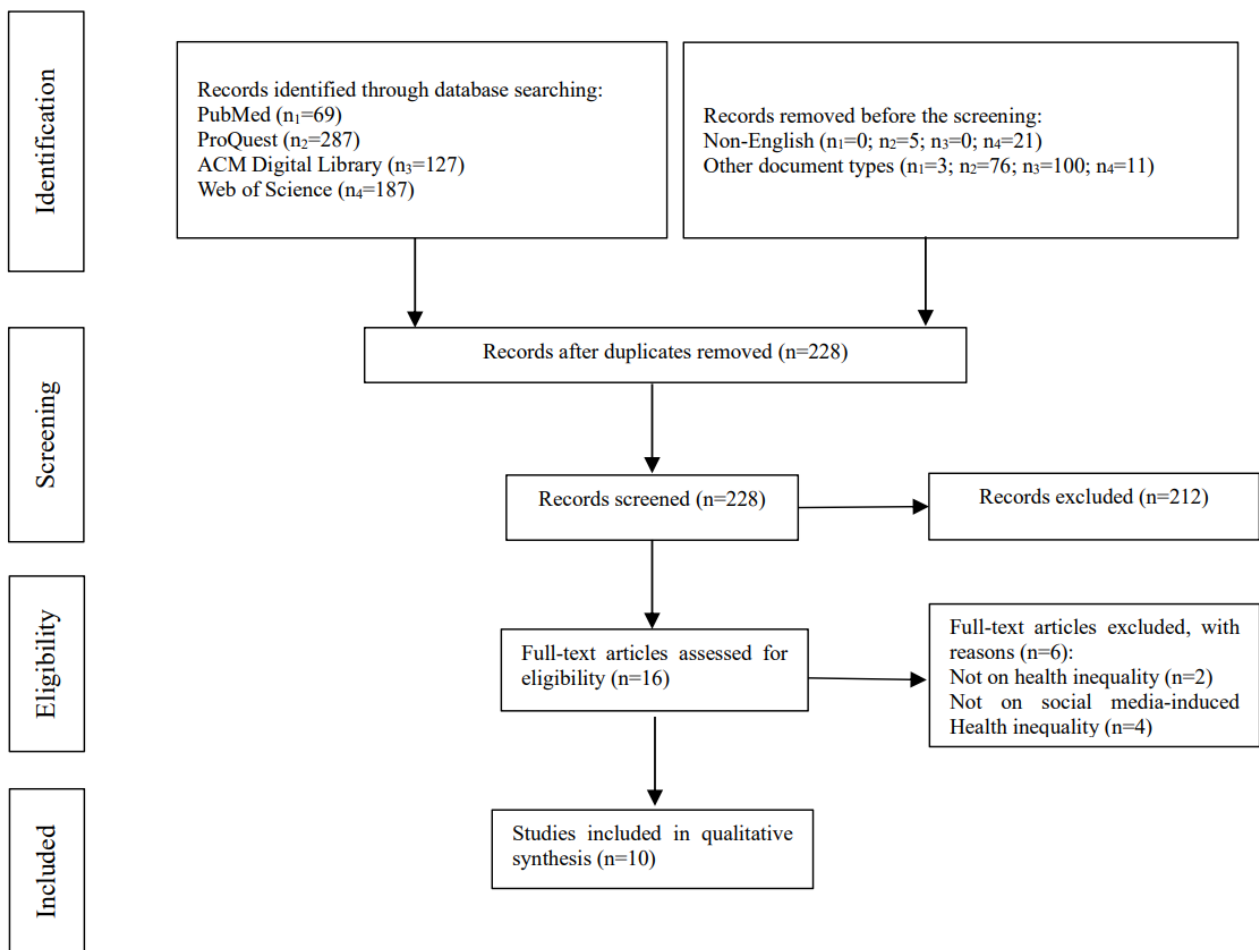 Identification
Records identified through database searching:
PubMed (n₁=69)
ProQuest (n₂=287)
ACM Digital Library (n₃=127)
Web of Science (n₄=187)
Records removed before the screening:
Non-English (n₁=0; n₂=5; n₃=0; n₄=21)
Other document types (n₁=3; n₂=76; n₃=100; n₄=11)
Screening
Records after duplicates removed (n=228)
Records screened (n=228)
Records excluded (n=212)
Eligibility
Full-text articles assessed for
eligibility (n=16)
Full-text articles excluded, with
reasons (n=6):
Not on health inequality (n=2)
Not on social media-induced
Health inequality (n=4)
Included
Studies included in qualitative
synthesis (n=10)